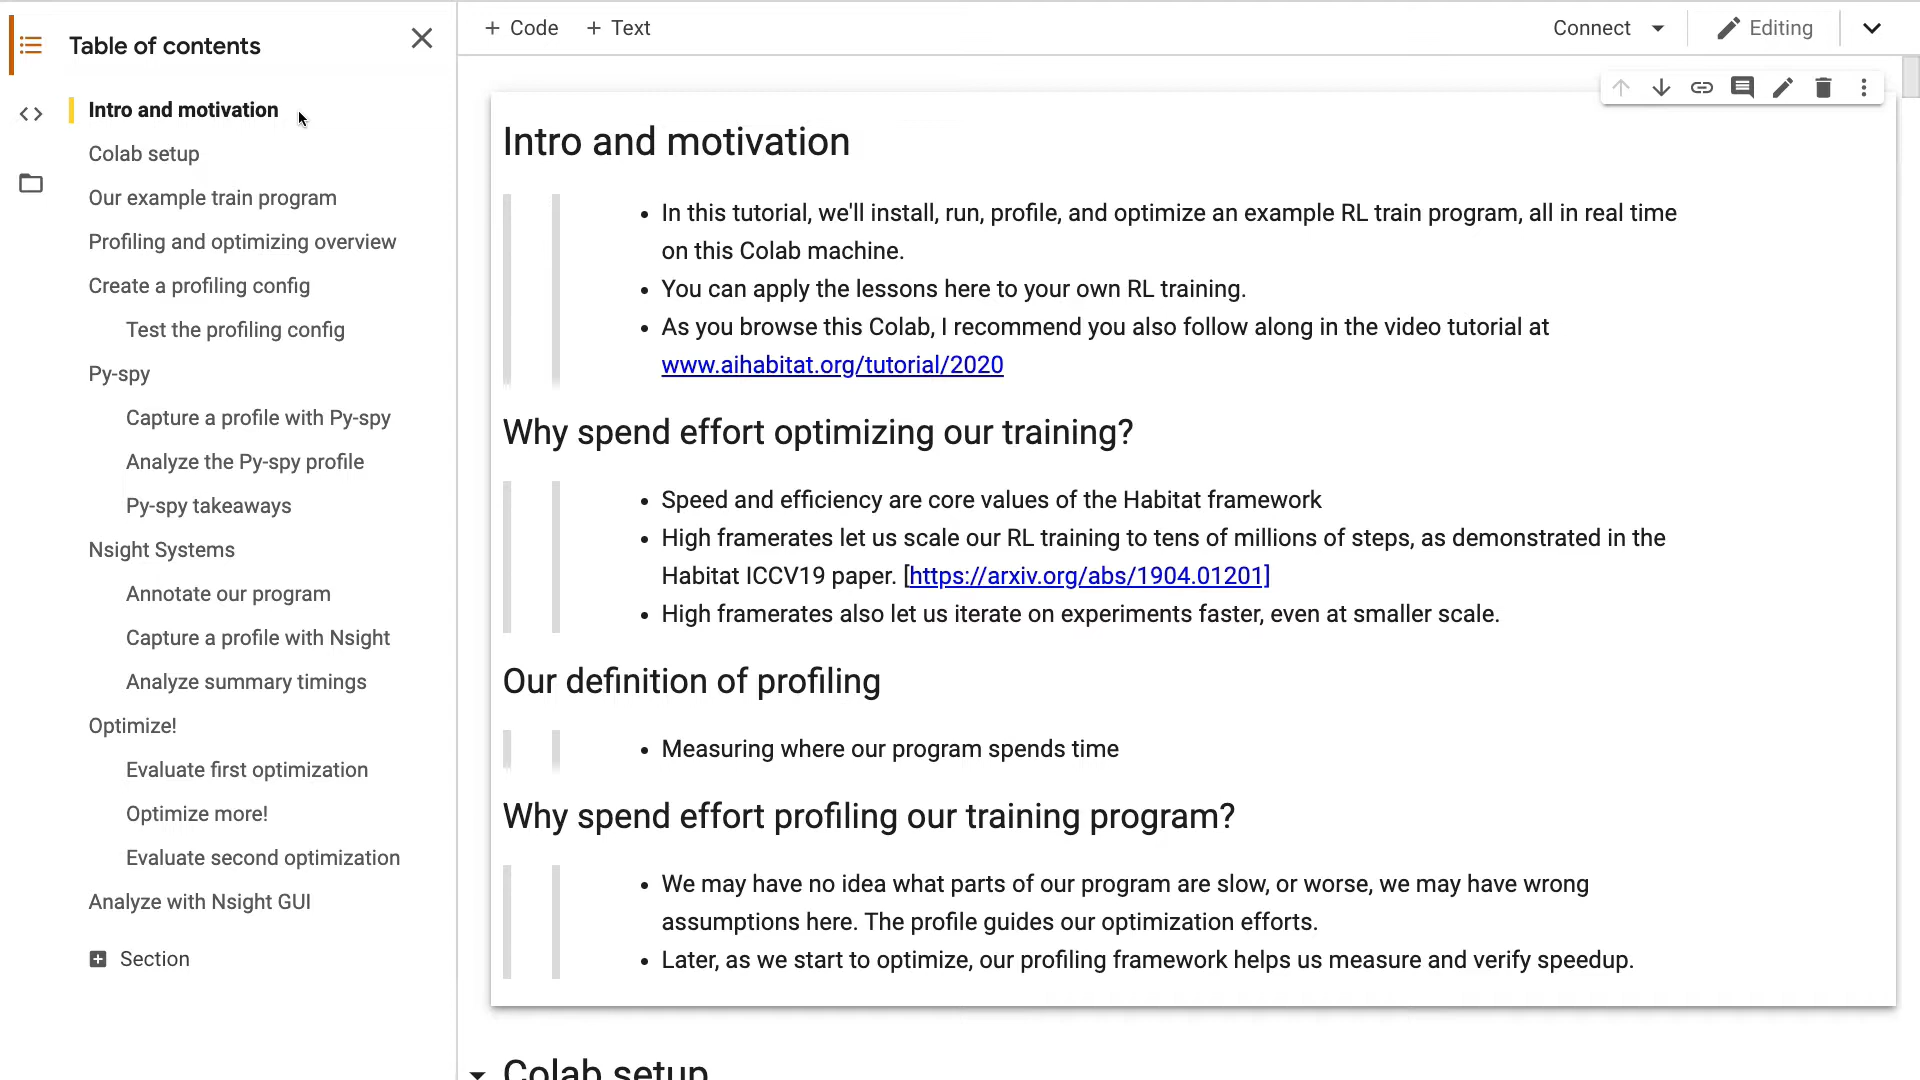 Table of contents
Intro and motivation
Colab setup
Our example train program
Profiling and optimizing overview
Create a profiling config
Test the profiling config
Py-spy
Capture a profile with Py-spy
Analyze the Py-spy profile
Py-spy takeaways
Nsight Systems
Annotate our program
Capture a profile with Nsight
Analyze summary timings
Optimize!
Evaluate first optimization
Optimize more!
Evaluate second optimization
Analyze with Nsight GUI
Section
+ Code + Text
Connect
Editing
Intro and motivation
• In this tutorial, we'll install, run, profile, and optimize an example RL train program, all in real time
on this Colab machine.
• You can apply the lessons here to your own RL training.
• As you browse this Colab, I recommend you also follow along in the video tutorial at
www.aihabitat.org/tutorial/2020
Why spend effort optimizing our training?
• Speed and efficiency are core values of the Habitat framework
• High framerates let us scale our RL training to tens of millions of steps, as demonstrated in the
Habitat ICCV19 paper. [https://arxiv.org/abs/1904.01201]
• High framerates also let us iterate on experiments faster, even at smaller scale.
Our definition of profiling
• Measuring where our program spends time
Why spend effort profiling our training program?
• We may have no idea what parts of our program are slow, or worse, we may have wrong
assumptions here. The profile guides our optimization efforts.
• Later, as we start to optimize, our profiling framework helps us measure and verify speedup.
Colab setup